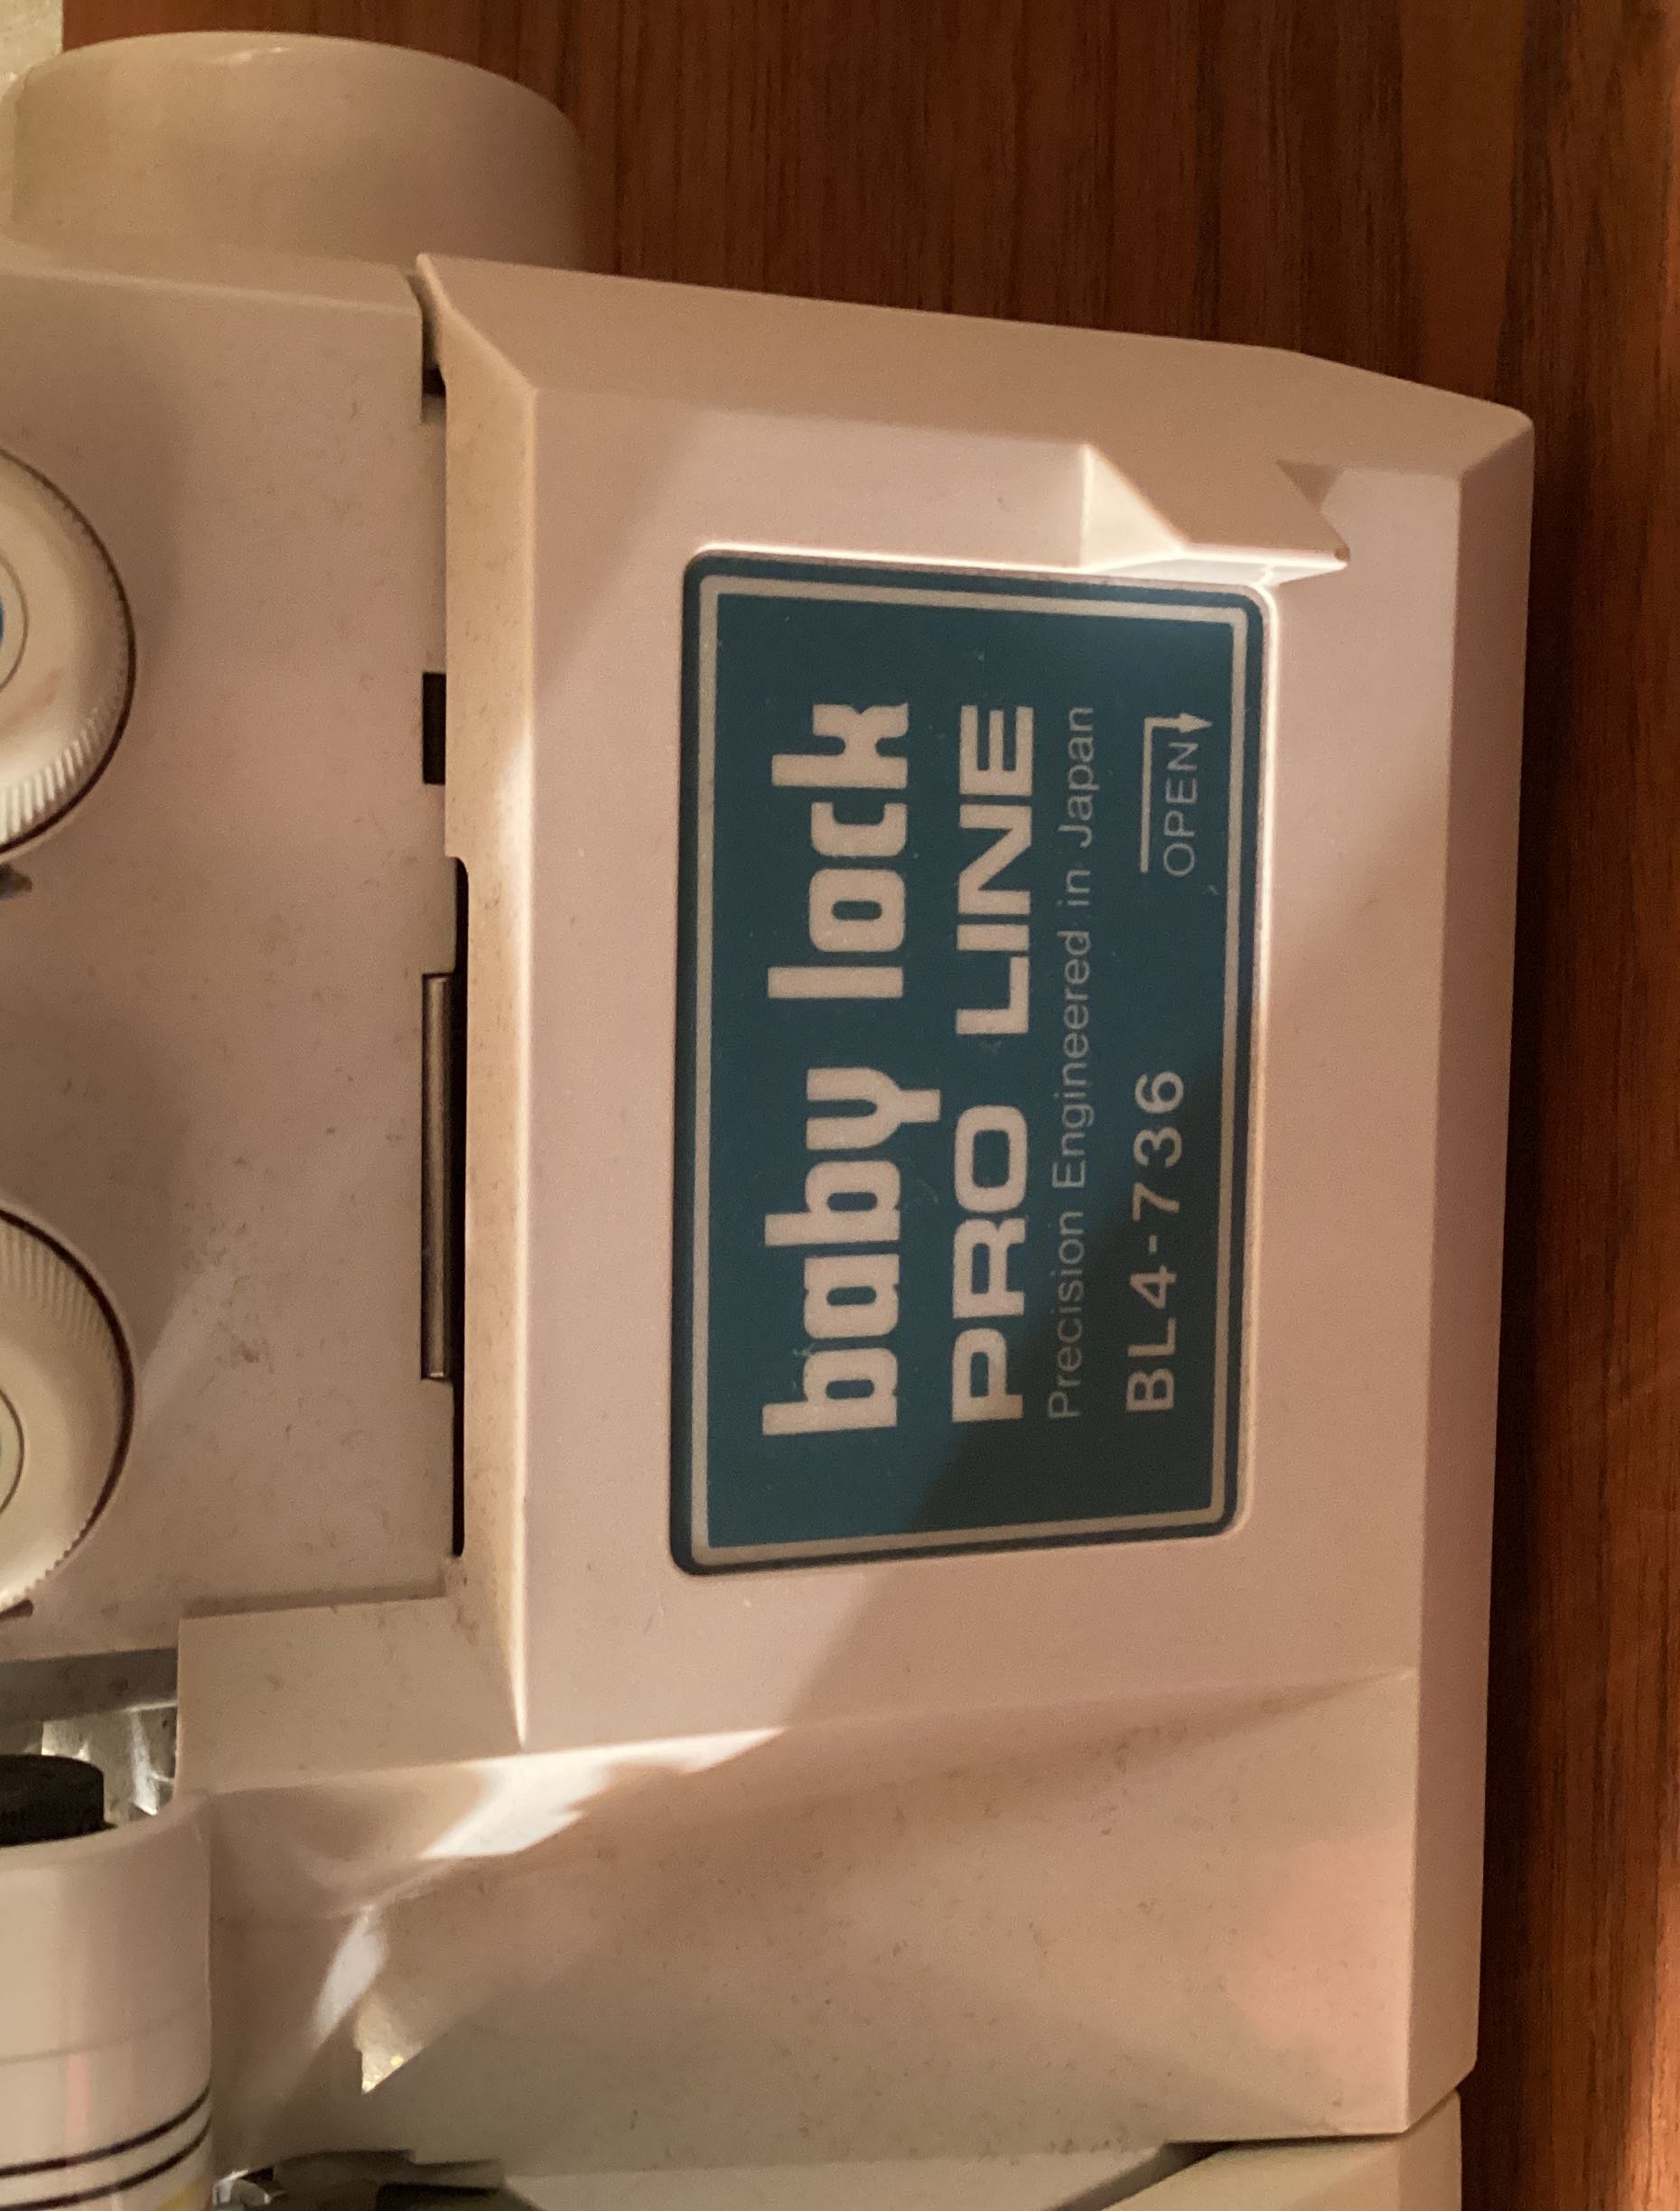 baby lock
PRO LINE
Precision Engineered in Japan
BL4-736
OPEN